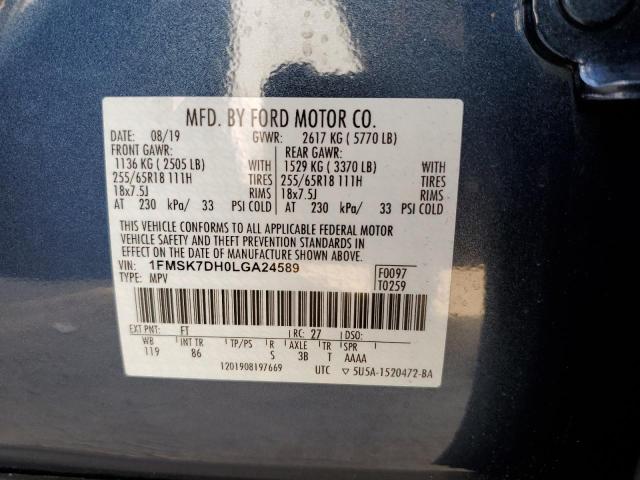 MFD. BY FORD MOTOR CO.
DATE: 08/19 GVWR: 2617 KG ( 5770 LB)
FRONT GAWR: REAR GAWR:
1136 KG ( 2505 LB) WITH 1529 KG ( 3370 LB) WITH
255/65R18 111H TIRES 255/65R18 111H TIRES
18x7.5J RIMS 18x7.5J RIMS
AT 230 kPa/ 33 PSI COLD AT 230 kPa/ 33 PSI COLD
THIS VEHICLE CONFORMS TO ALL APPLICABLE FEDERAL MOTOR
VEHICLE SAFETY AND THEFT PREVENTION STANDARDS IN
EFFECT ON THE DATE OF MANUFACTURE SHOWN ABOVE.
VIN: 1FMSK7DH0LGA24589 F0097
TYPE: MPV T0259
EXT PNT: FT RC: 27 DSO:
WB INT TR TP/PS R AXLE TR SPR
119 86 S 3B T AAAA
1201908197669 UTC ▽ 5U5A-1520472-BA